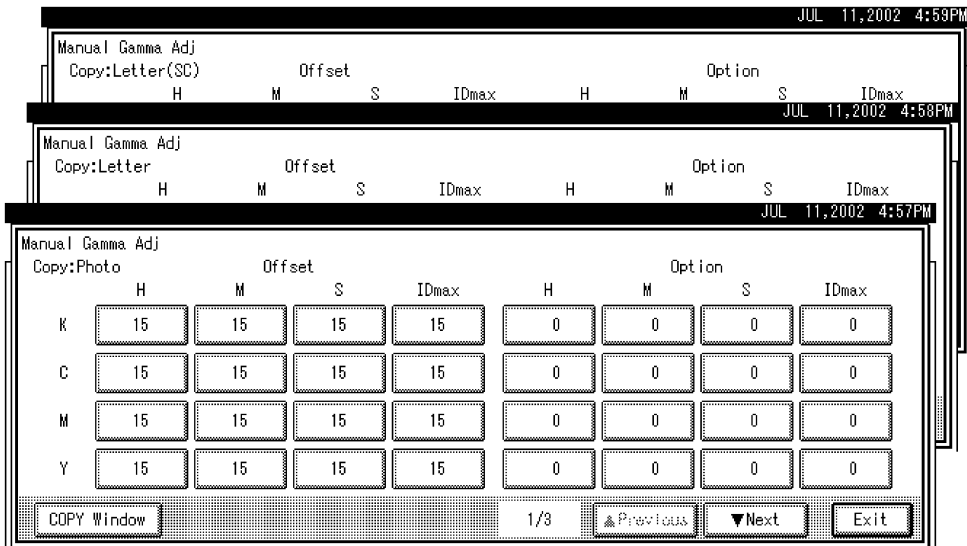 JUL 11,2002 4:59PM
Manual Gamma Adj
Copy:Letter(SC) Offset Option
H M S IDmax H M S IDmax
JUL 11,2002 4:58PM
Manual Gamma Adj
Copy:Letter Offset Option
H M S IDmax H M S IDmax
JUL 11,2002 4:57PM
Manual Gamma Adj
Copy:Photo Offset Option
H M S IDmax H M S IDmax
K 15 15 15 15 0 0 0 0
C 15 15 15 15 0 0 0 0
M 15 15 15 15 0 0 0 0
Y 15 15 15 15 0 0 0 0
COPY Window 1/3 ▲Previous ▼Next Exit